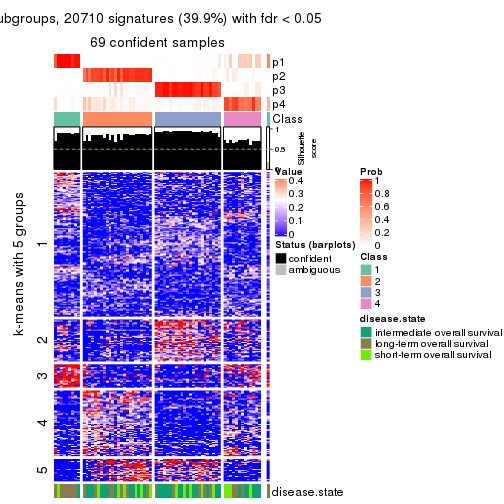 ubgroups, 20710 signatures (39.9%) with fdr < 0.05
69 confident samples
p1
p2
p3
p4
Class
1
0.5
0
Silhouette
score
k-means with 5 groups
1
2
3
4
5
disease.state
Value
0.4
0.3
0.2
0.1
0
Status (barplots)
confident
ambiguous
Prob
1
0.8
0.6
0.4
0.2
0
Class
1
2
3
4
disease.state
intermediate overall survival
long-term overall survival
short-term overall survival